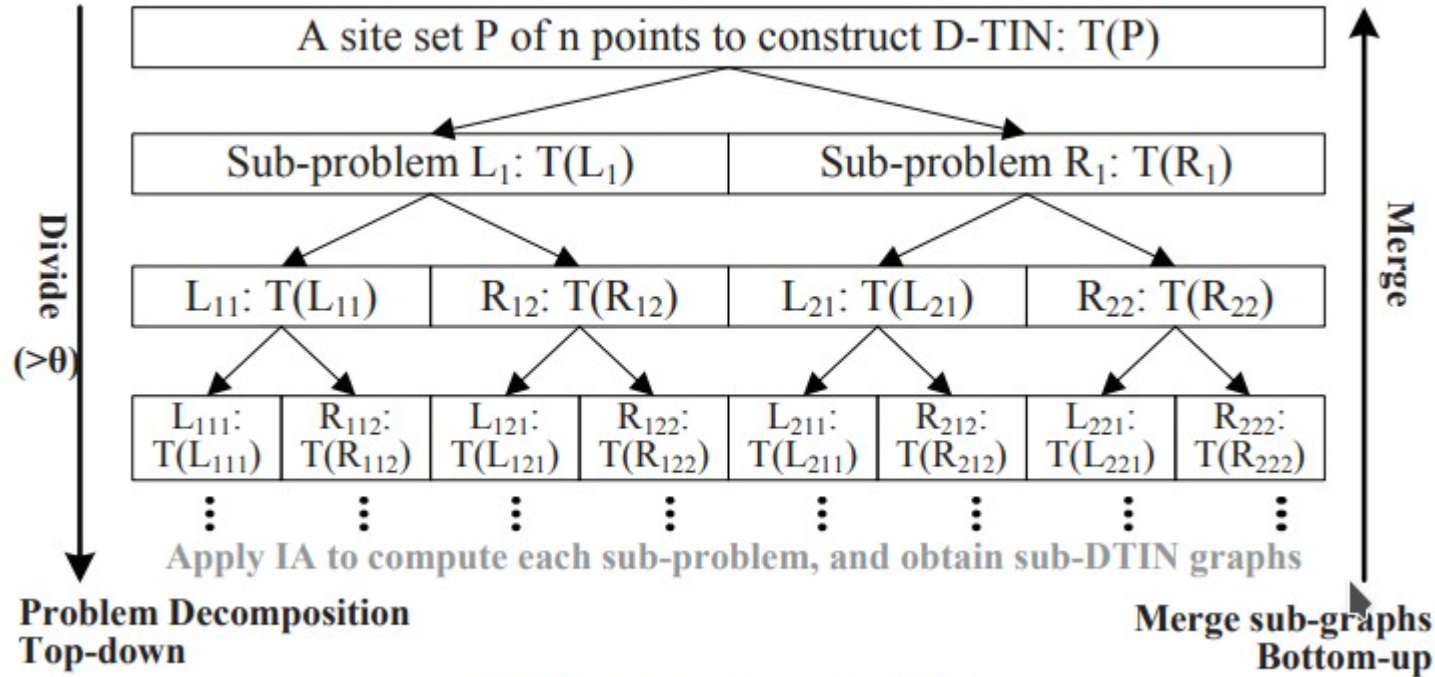 A site set P of n points to construct D-TIN: T(P)
Sub-problem L₁: T(L₁)
Sub-problem R₁: T(R₁)
L₁₁: T(L₁₁)
R₁₂: T(R₁₂)
L₂₁: T(L₂₁)
R₂₂: T(R₂₂)
L₁₁₁:
T(L₁₁₁)
R₁₁₂:
T(R₁₁₂)
L₁₂₁:
T(L₁₂₁)
R₁₂₂:
T(R₁₂₂)
L₂₁₁:
T(L₂₁₁)
R₂₁₂:
T(R₂₁₂)
L₂₂₁:
T(L₂₂₁)
R₂₂₂:
T(R₂₂₂)
Divide
(>θ)
Merge
Apply IA to compute each sub-problem, and obtain sub-DTIN graphs
Problem Decomposition
Top-down
Merge sub-graphs
Bottom-up